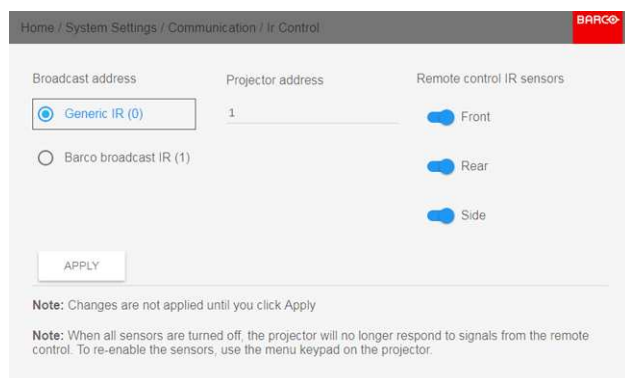 Home / System Settings / Communication / Ir Control
BARCO
Broadcast address
Projector address
Remote control IR sensors
Generic IR (0)
1
Front
Barco broadcast IR (1)
Rear
Side
APPLY
Note: Changes are not applied until you click Apply
Note: When all sensors are turned off, the projector will no longer respond to signals from the remote
control. To re-enable the sensors, use the menu keypad on the projector.